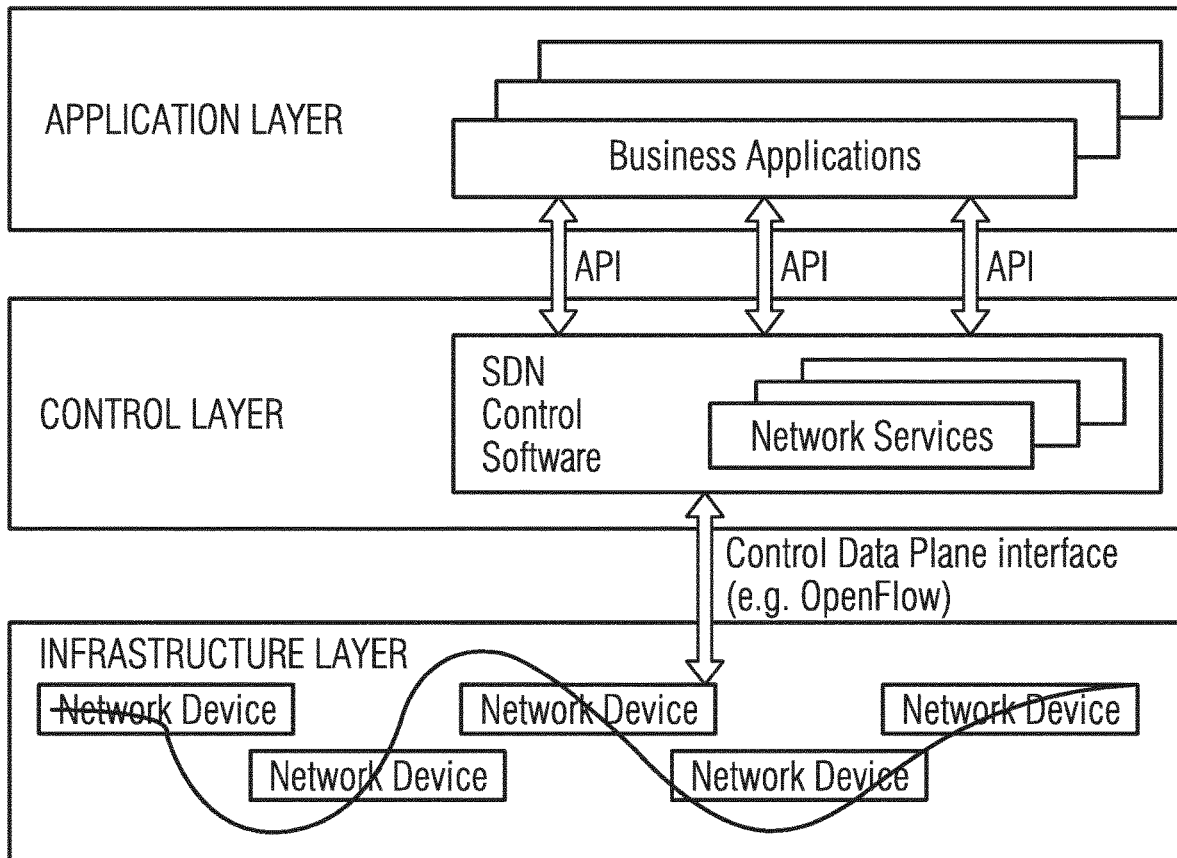 APPLICATION LAYER
Business Applications
API
API
API
CONTROL LAYER
SDN
Control
Software
Network Services
Control Data Plane interface
(e.g. OpenFlow)
INFRASTRUCTURE LAYER
Network Device
Network Device
Network Device
Network Device
Network Device